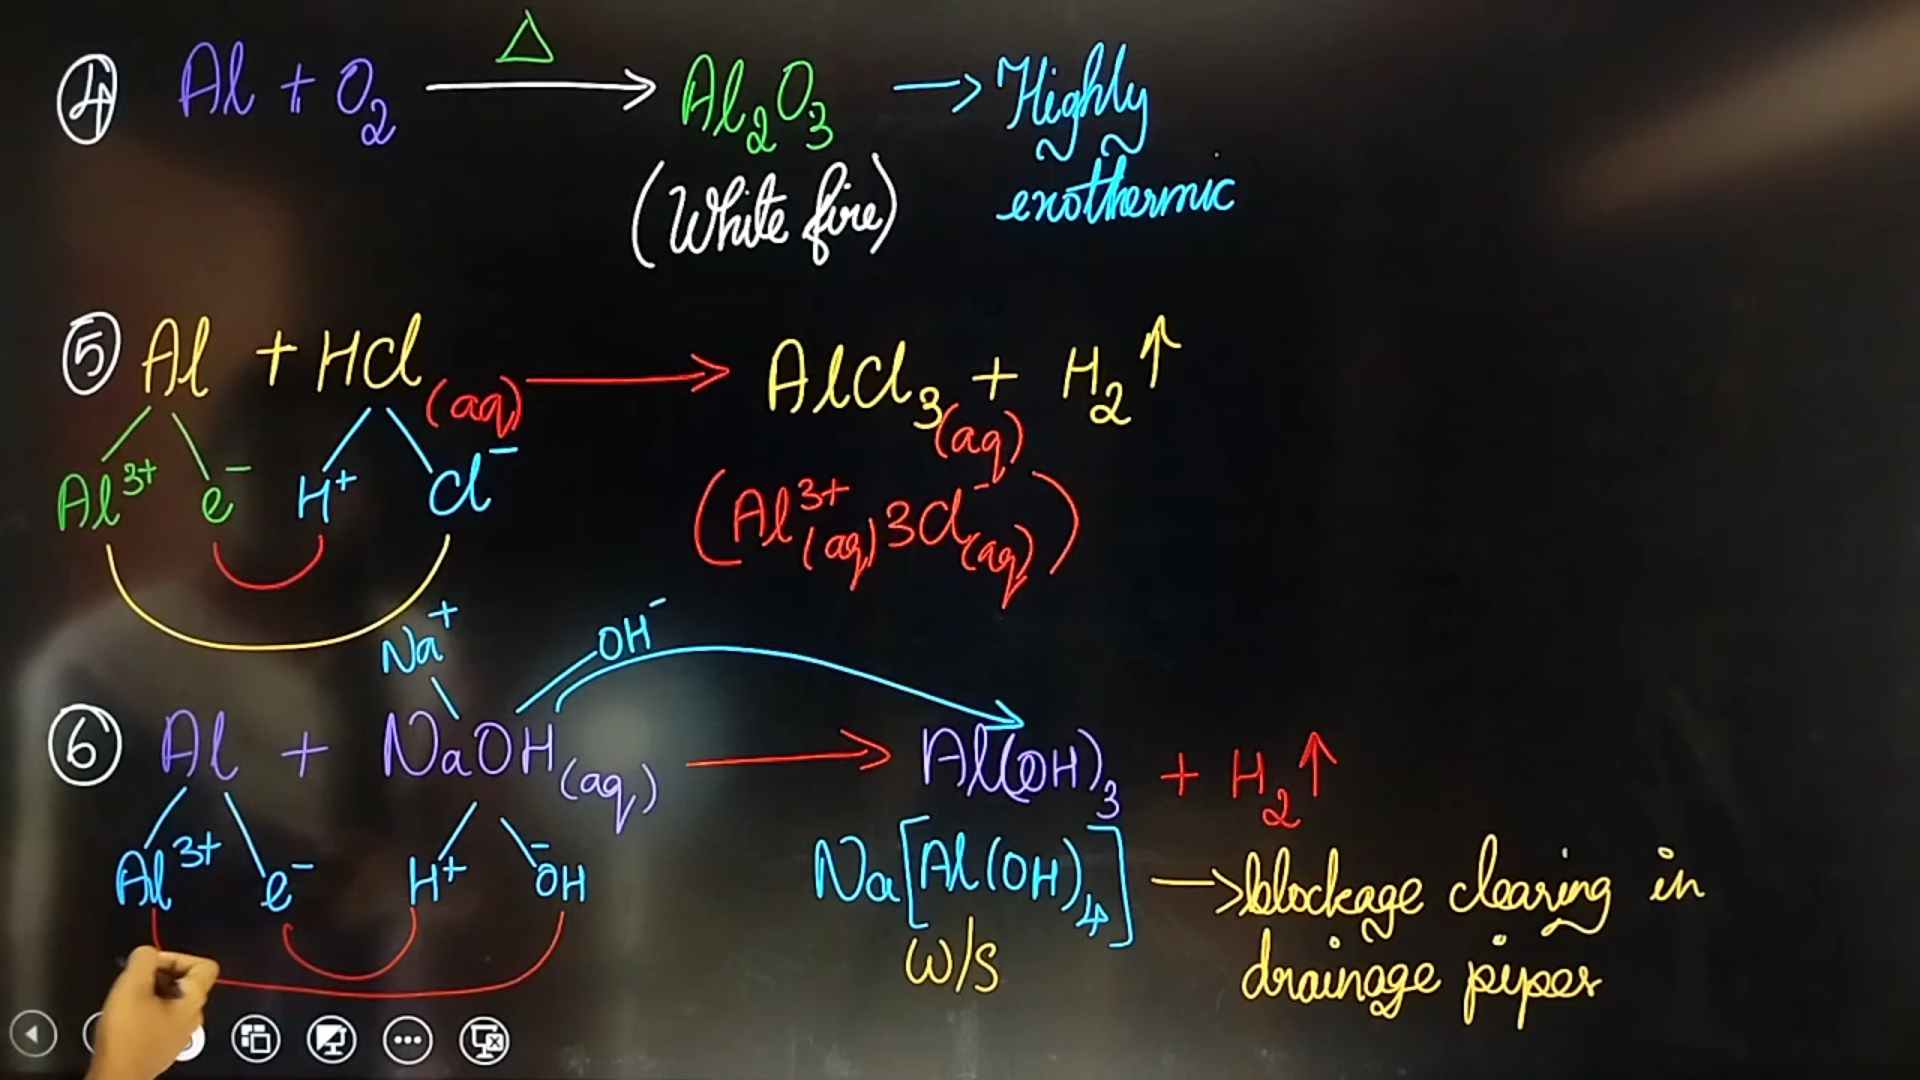 ④ Al + O₂ —△→ Al₂O₃ → Highly
(White fire) exothermic
⑤ Al + HCl(aq) → AlCl₃(aq) + H₂↑
Al³⁺ e⁻ H⁺ Cl⁻
(Al³⁺(aq) 3Cl⁻(aq))
Na⁺ OH⁻
⑥ Al + NaOH(aq) → Al(OH)₃ + H₂↑
Al³⁺ e⁻ H⁺ ⁻OH
Na[Al(OH)₄] → blockage clearing in
W/S drainage pipes